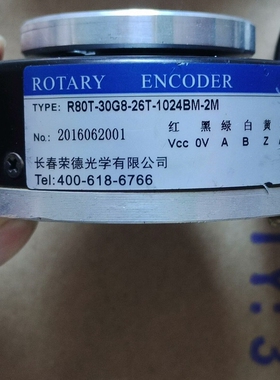 ROTARY ENCODER
TYPE: R80T-30G8-26T-1024BM-2M
No.: 2016062001
红 黑 绿 白 黄
Vcc 0V A B Z
长春荣德光学有限公司
Tel:400-618-6766